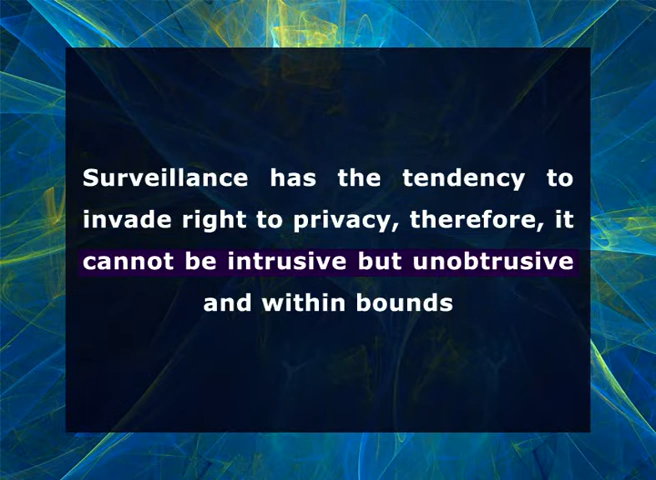 Surveillance has the tendency to
invade right to privacy, therefore, it
cannot be intrusive but unobtrusive
and within bounds